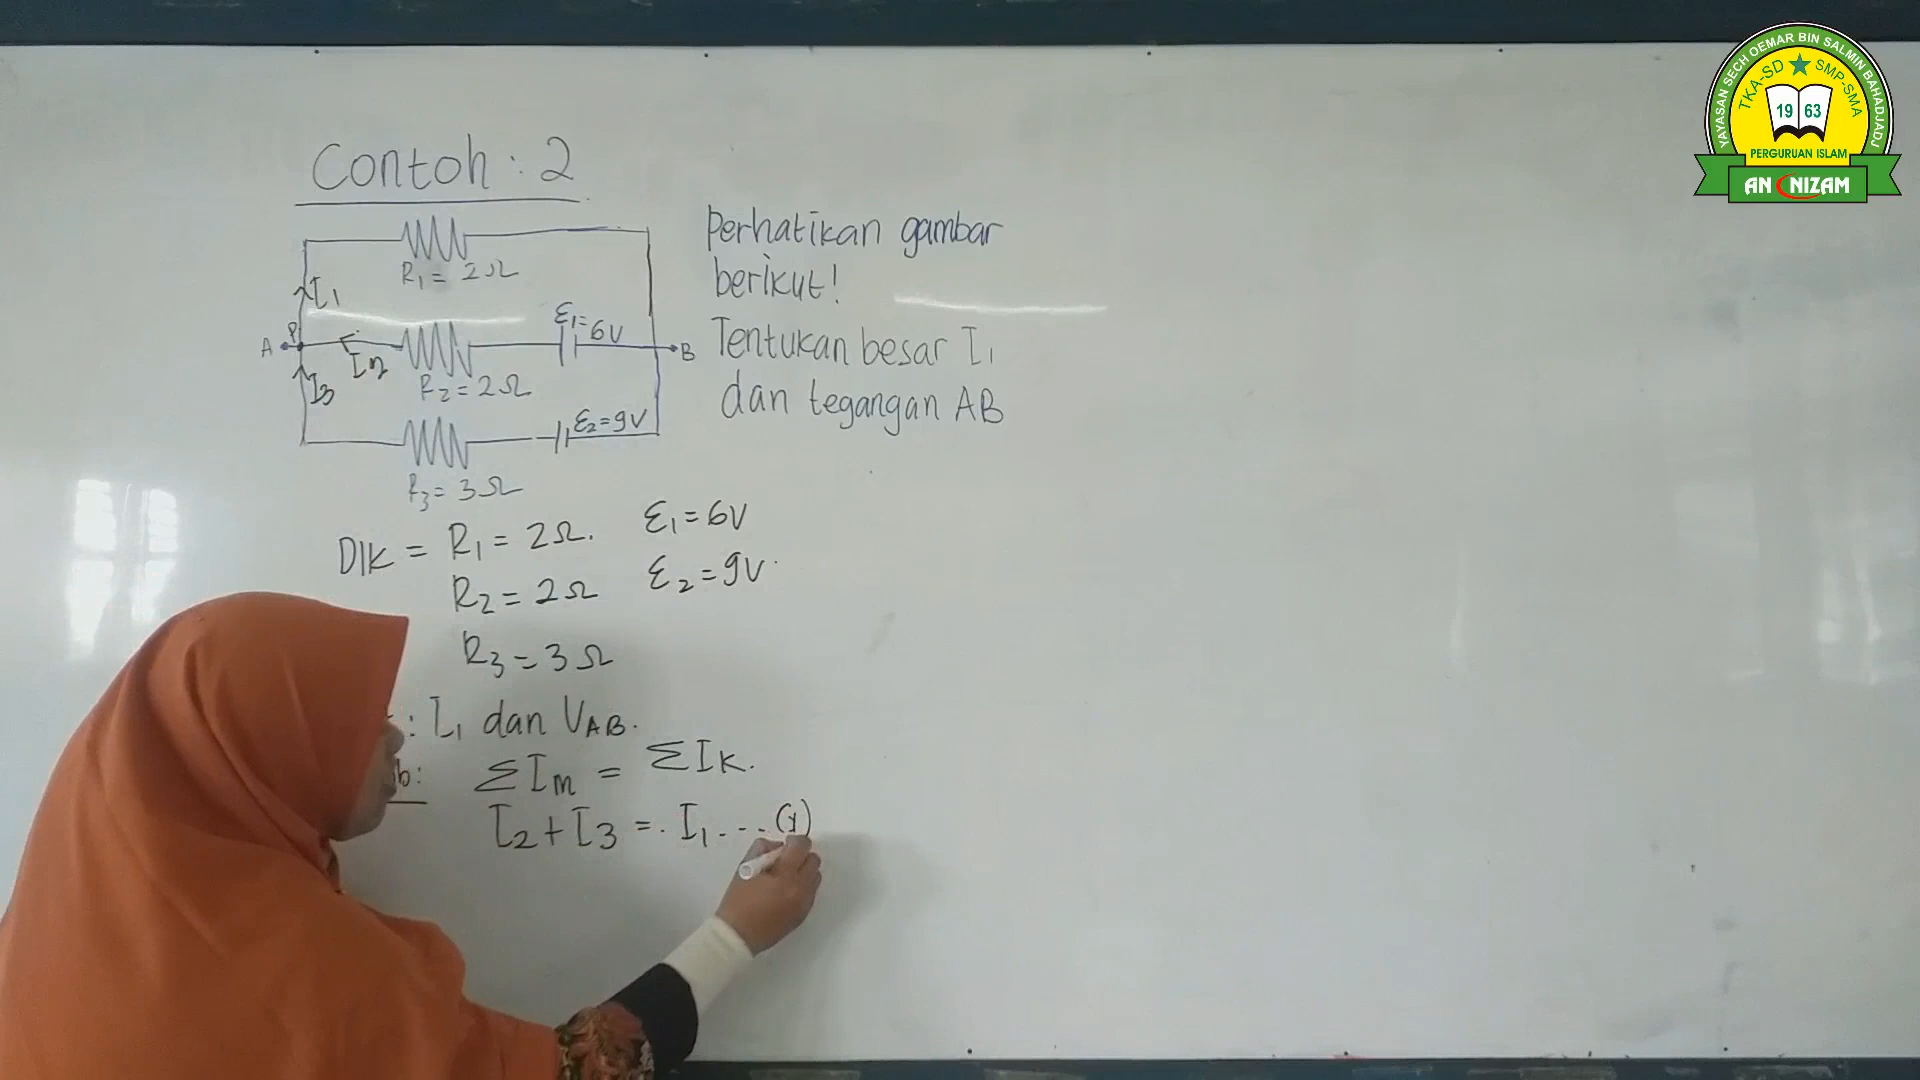 Contoh : 2
R1 = 2Ω
I1
A
P
I2
R2 = 2Ω
ε1 = 6V
B
I3
R3 = 3Ω
ε2 = 9V
Perhatikan gambar
berikut!
Tentukan besar I1
dan tegangan AB
DIK = R1 = 2Ω. ε1 = 6V
R2 = 2Ω ε2 = 9V.
R3 = 3Ω
: I1 dan VAB.
b: ΣIm = ΣIK.
I2 + I3 = . I1 . - - . (1)
YAYASAN SECH OEMAR BIN SALMIN BAHADJADJ
TKA-SD ★ SMP-SMA
19 63
PERGURUAN ISLAM
AN NIZAM